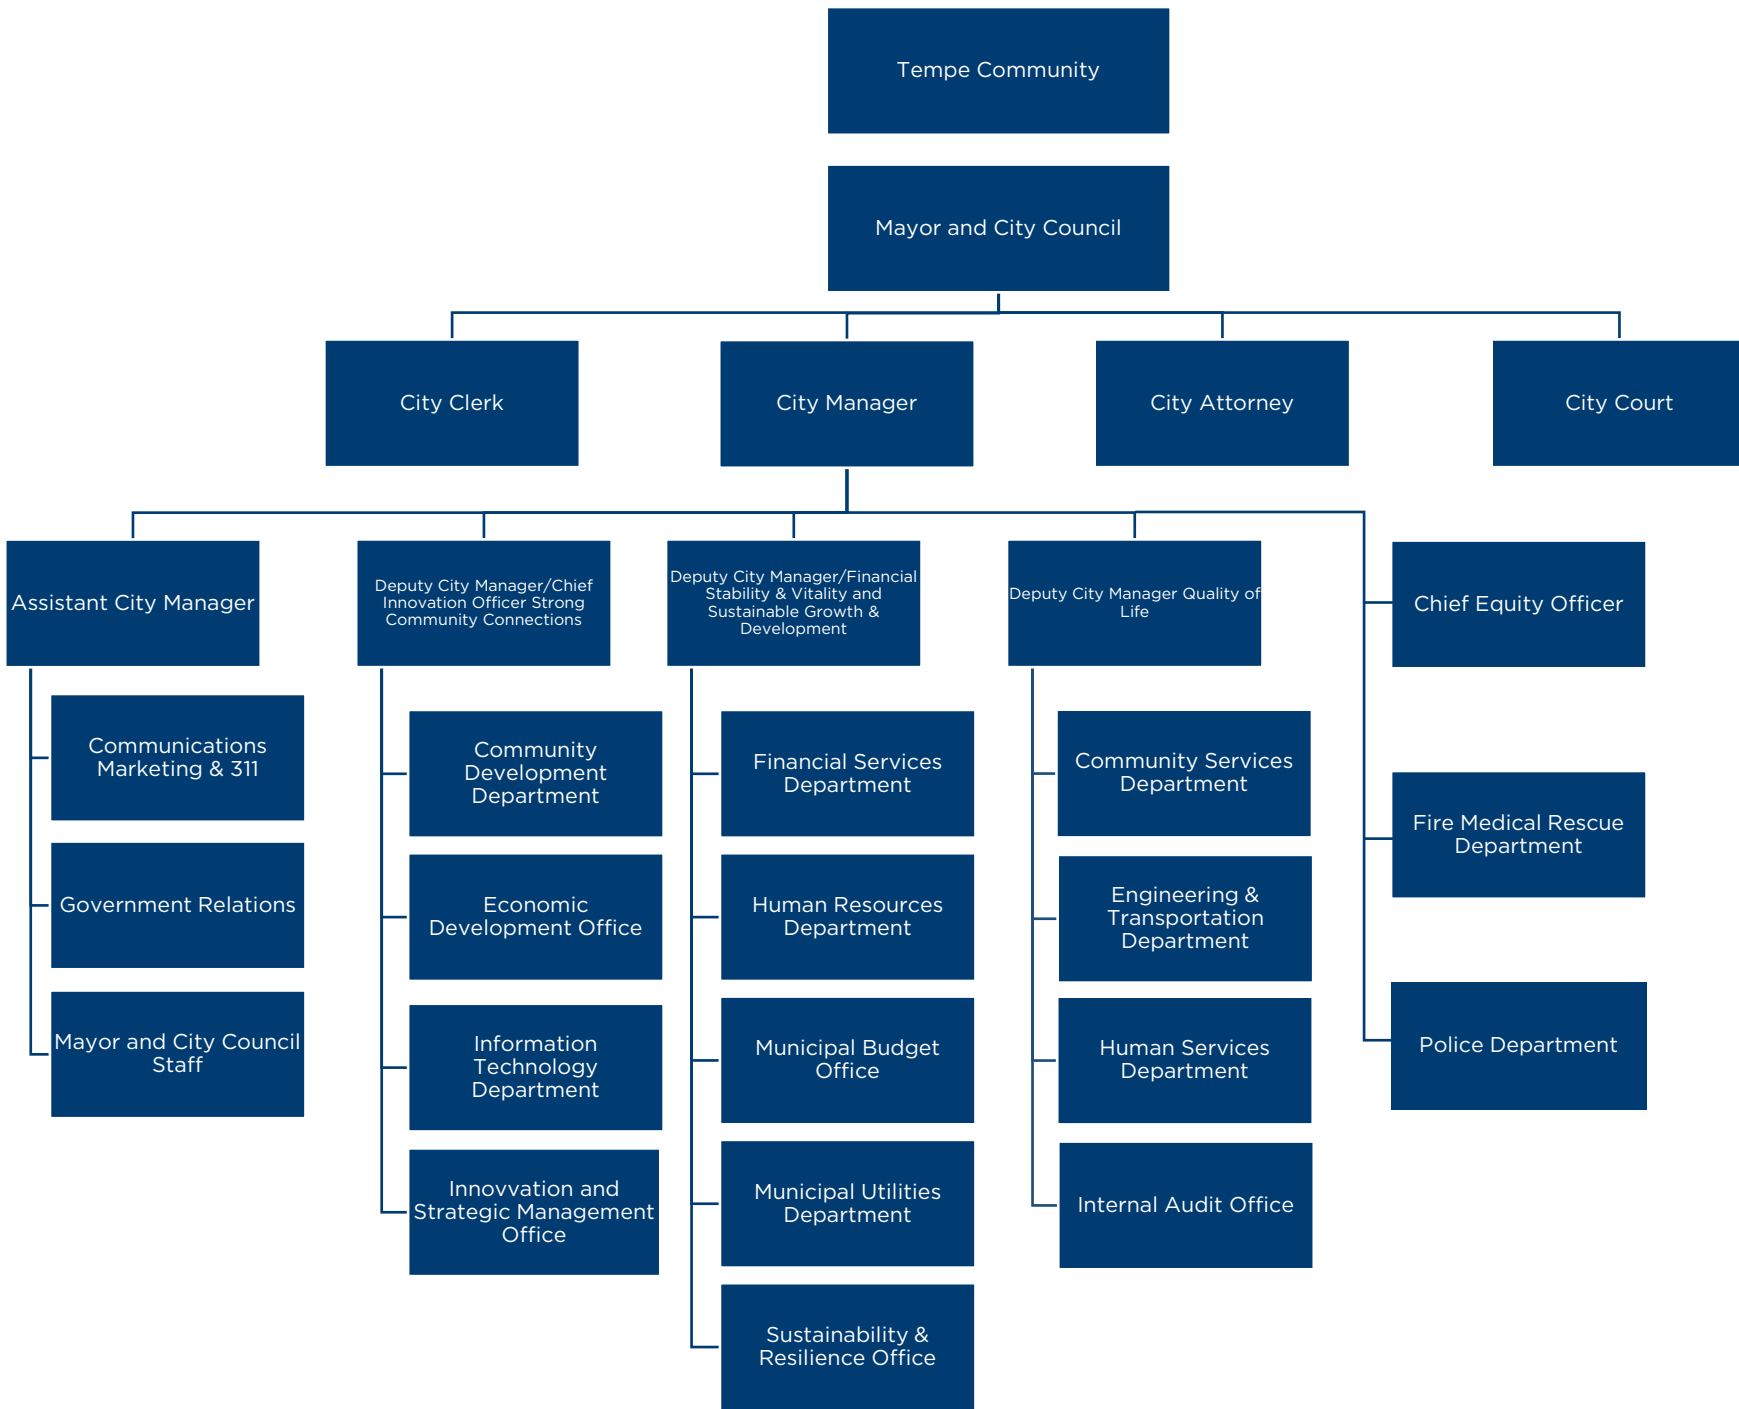 Tempe Community
Mayor and City Council
City Clerk
City Manager
City Attorney
City Court
Assistant City Manager
Deputy City Manager/Chief
Innovation Officer Strong
Community Connections
Deputy City Manager/Financial
Stability & Vitality and
Sustainable Growth &
Development
Deputy City Manager Quality of
Life
Chief Equity Officer
Communications
Marketing & 311
Government Relations
Mayor and City Council
Staff
Community
Development
Department
Economic
Development Office
Information
Technology
Department
Innovvation and
Strategic Management
Office
Financial Services
Department
Human Resources
Department
Municipal Budget
Office
Municipal Utilities
Department
Sustainability &
Resilience Office
Community Services
Department
Engineering &
Transportation
Department
Human Services
Department
Internal Audit Office
Fire Medical Rescue
Department
Police Department